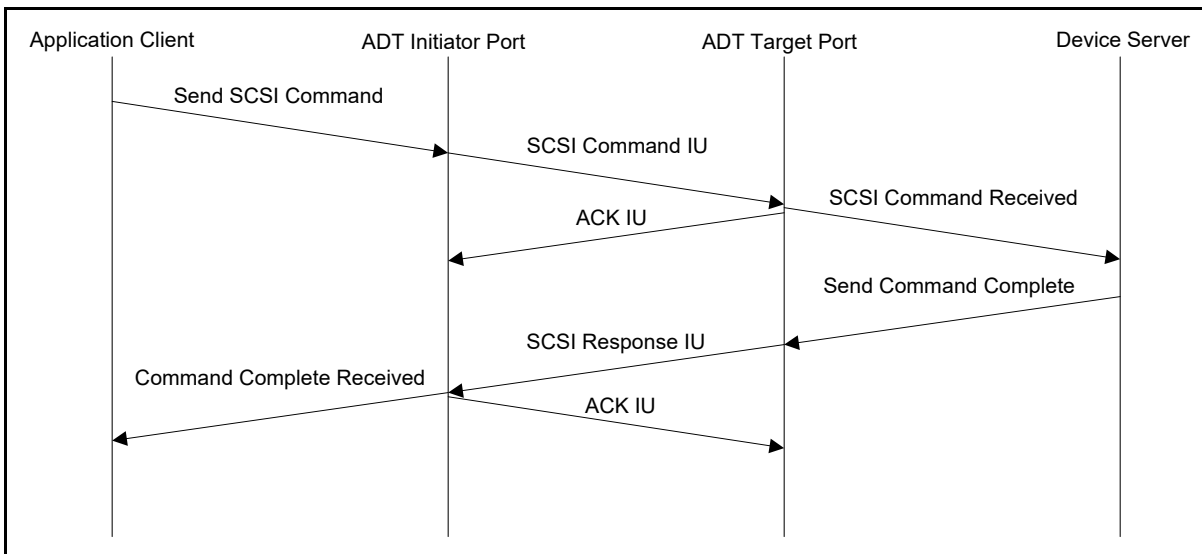 Application Client
ADT Initiator Port
ADT Target Port
Device Server
Send SCSI Command
SCSI Command IU
SCSI Command Received
ACK IU
Send Command Complete
SCSI Response IU
Command Complete Received
ACK IU